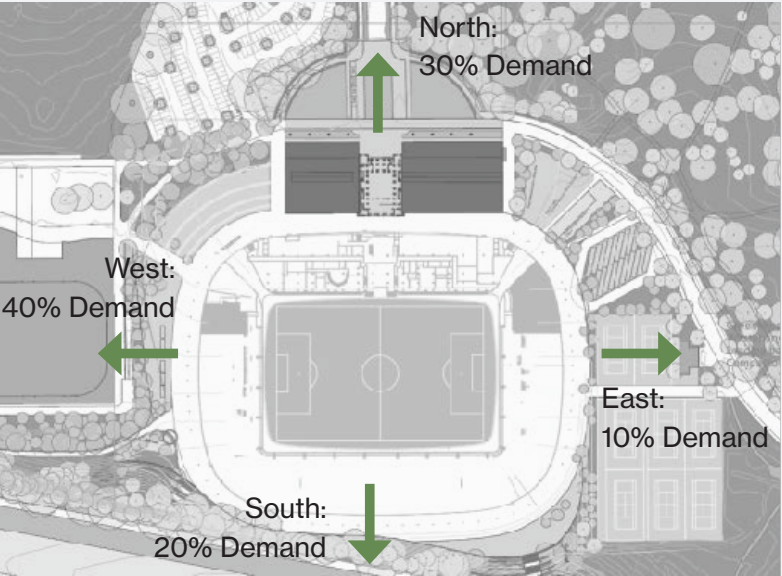 North:
30% Demand
West:
40% Demand
East:
10% Demand
South:
20% Demand